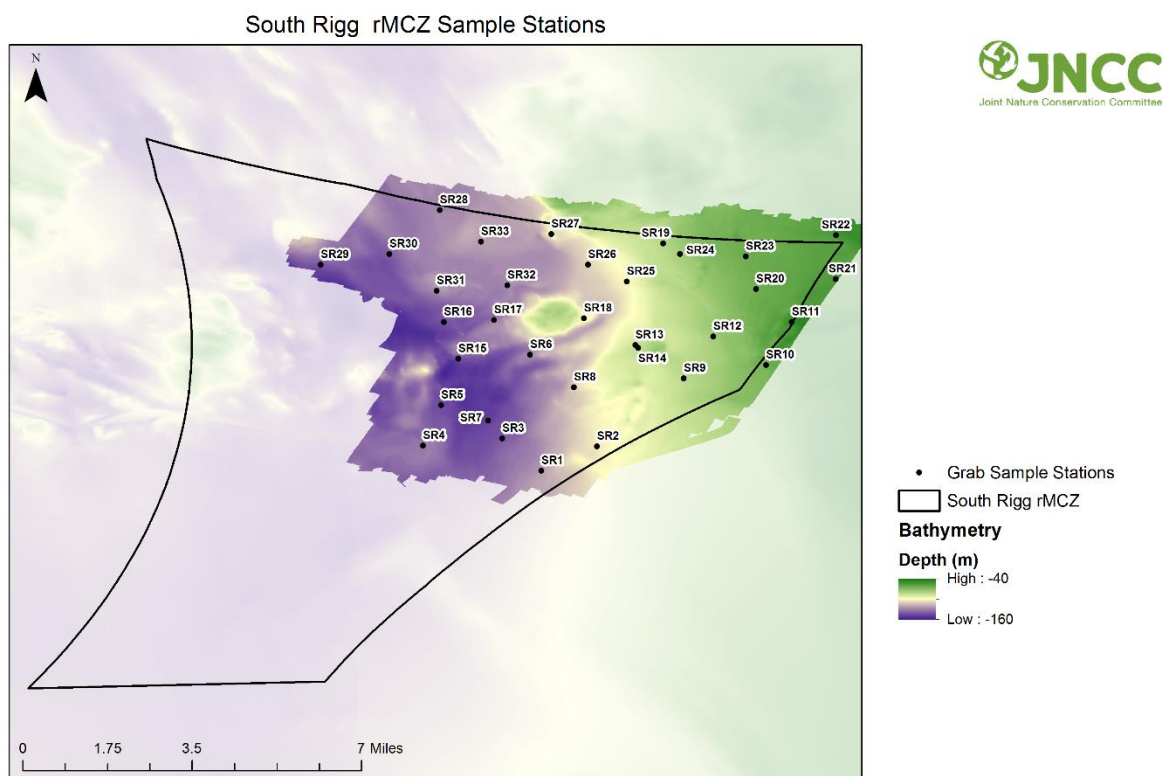 South Rigg rMCZ Sample Stations
N
JNCC
Joint Nature Conservation Committee
SR28
SR27
SR22
SR33
SR19
SR24
SR23
SR30
SR29
SR26
SR21
SR25
SR20
SR31
SR32
SR16
SR17
SR18
SR11
SR12
SR13
SR14
SR15
SR6
SR10
SR9
SR8
SR5
SR7
SR3
SR4
SR2
SR1
Grab Sample Stations
South Rigg rMCZ
Bathymetry
Depth (m)
High : -40
Low : -160
0 1.75 3.5 7 Miles